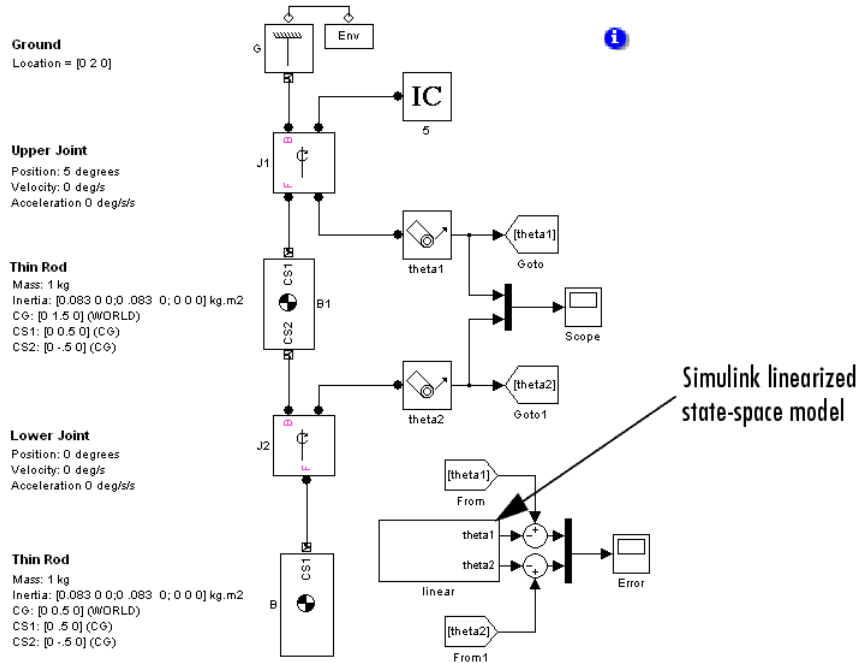 Ground
Location = [0 2 0]
G
Env
i
IC
5
Upper Joint
Position: 5 degrees
Velocity: 0 deg/s
Acceleration 0 deg/s/s
J1
B
F
theta1
[theta1]
Goto
Thin Rod
Mass: 1 kg
Inertia: [0.083 0 0;0 .083 0; 0 0 0] kg.m2
CG: [0 1.5 0] (WORLD)
CS1: [0 0.5 0] (CG)
CS2: [0 -.5 0] (CG)
CS1
CS2
B1
Scope
theta2
[theta2]
Goto1
Simulink linearized
state-space model
Lower Joint
Position: 0 degrees
Velocity: 0 deg/s
Acceleration 0 deg/s/s
J2
B
F
[theta1]
From
theta1
theta2
linear
Error
Thin Rod
Mass: 1 kg
Inertia: [0.083 0 0;0 .083 0; 0 0 0] kg.m2
CG: [0 0.5 0] (WORLD)
CS1: [0 .5 0] (CG)
CS2: [0 -.5 0] (CG)
CS1
B
[theta2]
From1